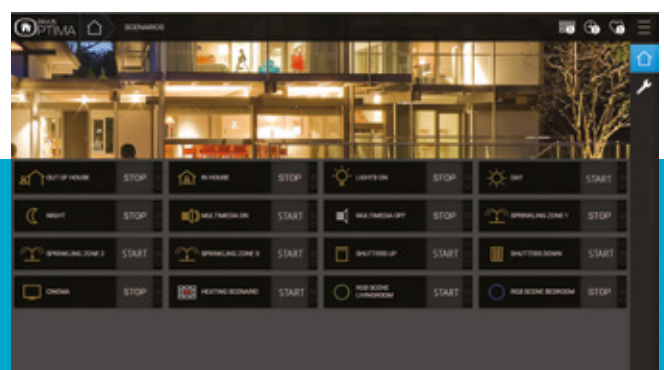 OPTIMA
SCENARIOS
OUT OF HOUSE STOP
IN HOUSE STOP
LIGHTS ON STOP
DAY START
NIGHT STOP
MULTIMEDIA ON START
MULTIMEDIA OFF STOP
SPRINKLING ZONE 1 STOP
SPRINKLING ZONE 2 START
SPRINKLING ZONE 3 START
SHUTTERS UP START
SHUTTERS DOWN START
CINEMA STOP
HEATING SCENARIO START
RGB SCENE
LIVINGROOM START
RGB SCENE BEDROOM STOP